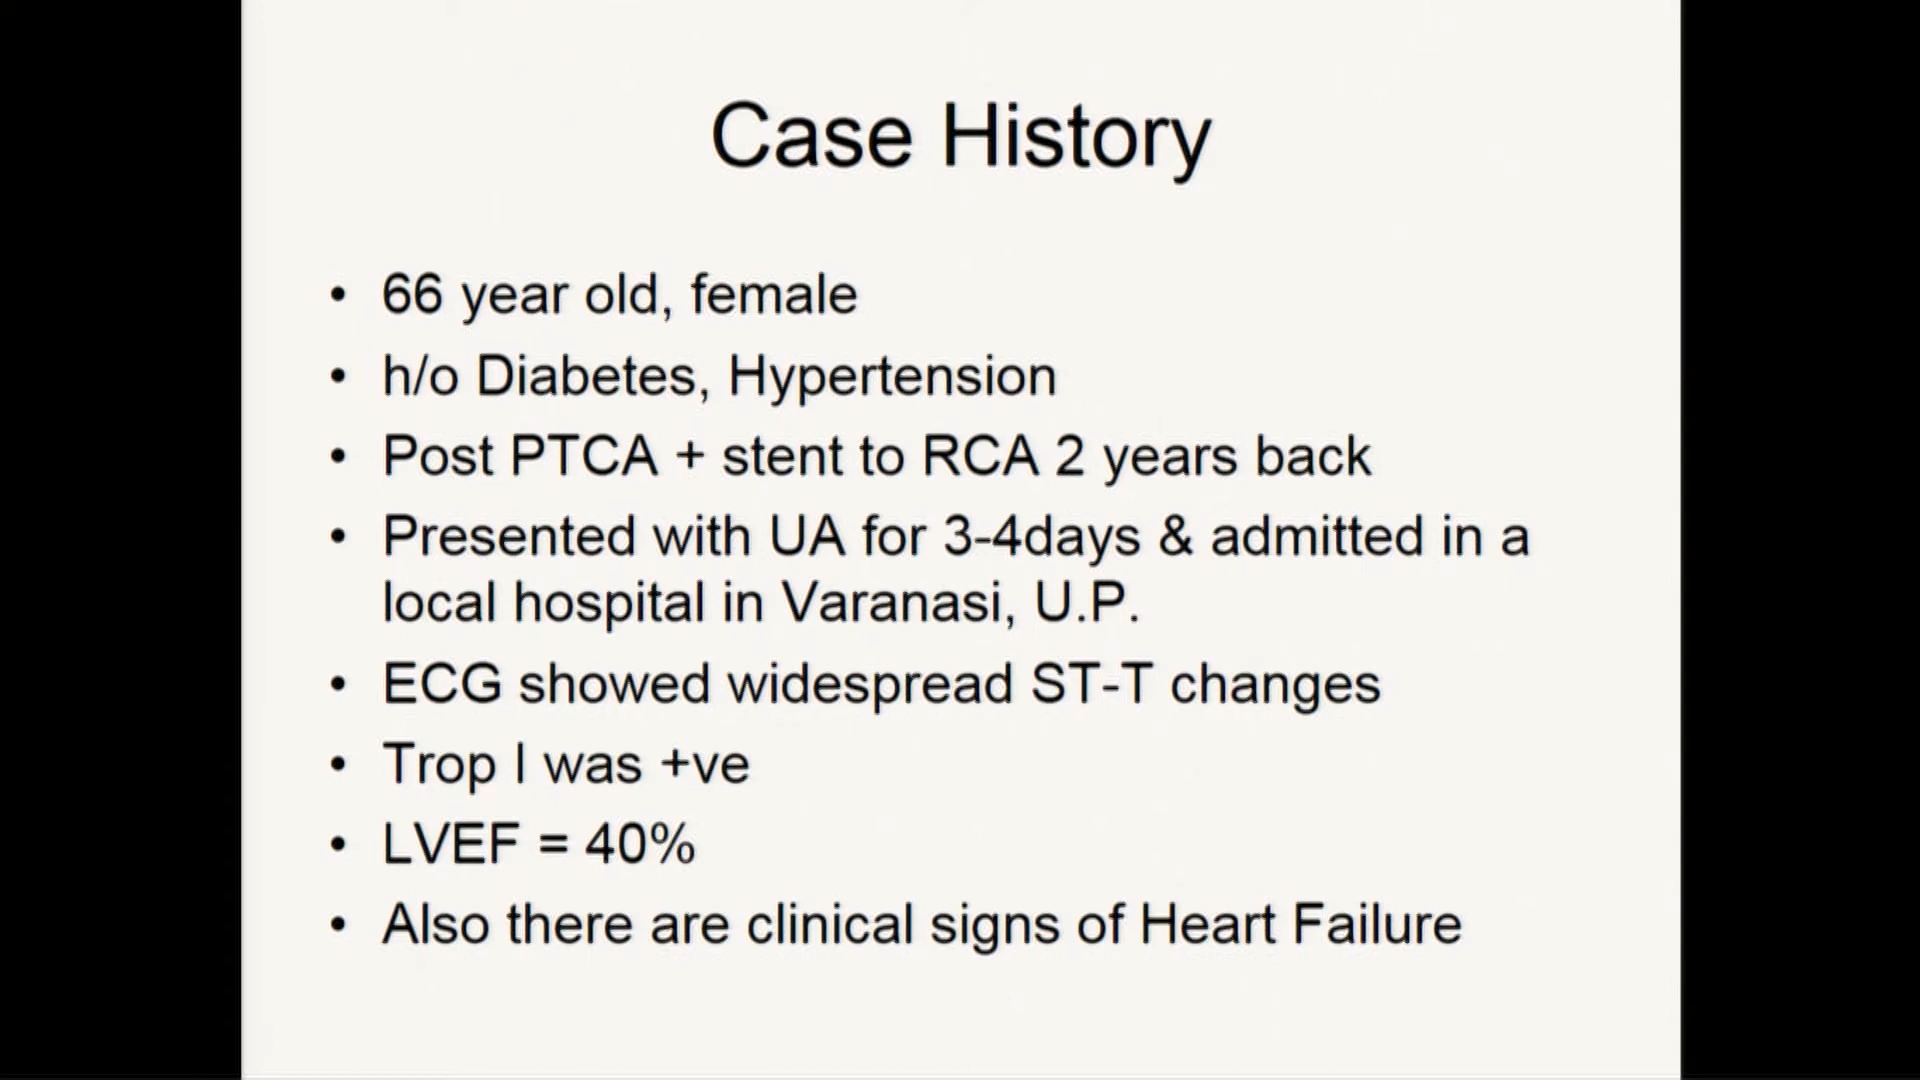 Case History
• 66 year old, female
• h/o Diabetes, Hypertension
• Post PTCA + stent to RCA 2 years back
• Presented with UA for 3-4days & admitted in a
local hospital in Varanasi, U.P.
• ECG showed widespread ST-T changes
• Trop I was +ve
• LVEF = 40%
• Also there are clinical signs of Heart Failure